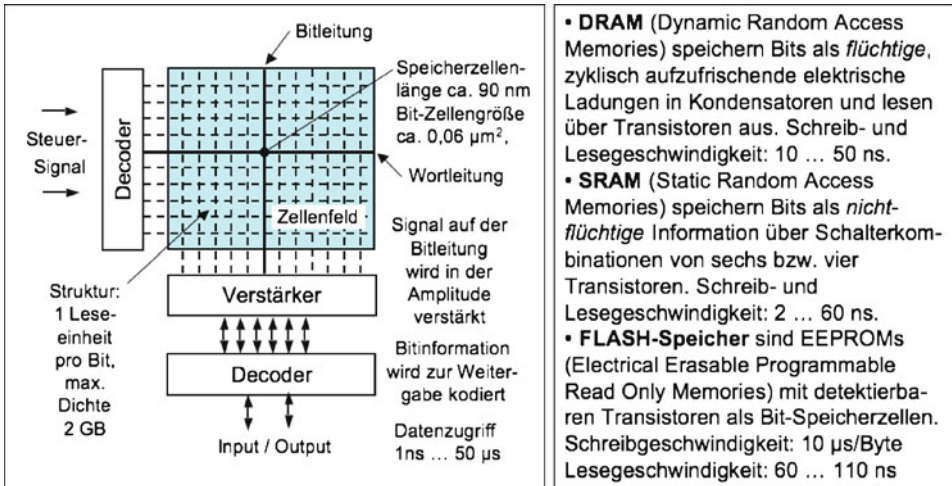 Bitleitung
Speicherzellen-
länge ca. 90 nm
Bit-Zellengröße
ca. 0,06 µm²,
Decoder
Steuer-
Signal
Wortleitung
Zellenfeld
Signal auf der
Bitleitung
wird in der
Amplitude
verstärkt
Struktur:
1 Lese-
einheit
pro Bit,
max.
Dichte
2 GB
Verstärker
Decoder
Bitinformation
wird zur Weiter-
gabe kodiert
Input / Output
Datenzugriff
1ns ... 50 µs
• DRAM (Dynamic Random Access
Memories) speichern Bits als flüchtige,
zyklisch aufzufrischende elektrische
Ladungen in Kondensatoren und lesen
über Transistoren aus. Schreib- und
Lesegeschwindigkeit: 10 ... 50 ns.
• SRAM (Static Random Access
Memories) speichern Bits als nicht-
flüchtige Information über Schalterkom-
binationen von sechs bzw. vier
Transistoren. Schreib- und
Lesegeschwindigkeit: 2 ... 60 ns.
• FLASH-Speicher sind EEPROMs
(Electrical Erasable Programmable
Read Only Memories) mit detektierba-
ren Transistoren als Bit-Speicherzellen.
Schreibgeschwindigkeit: 10 µs/Byte
Lesegeschwindigkeit: 60 ... 110 ns